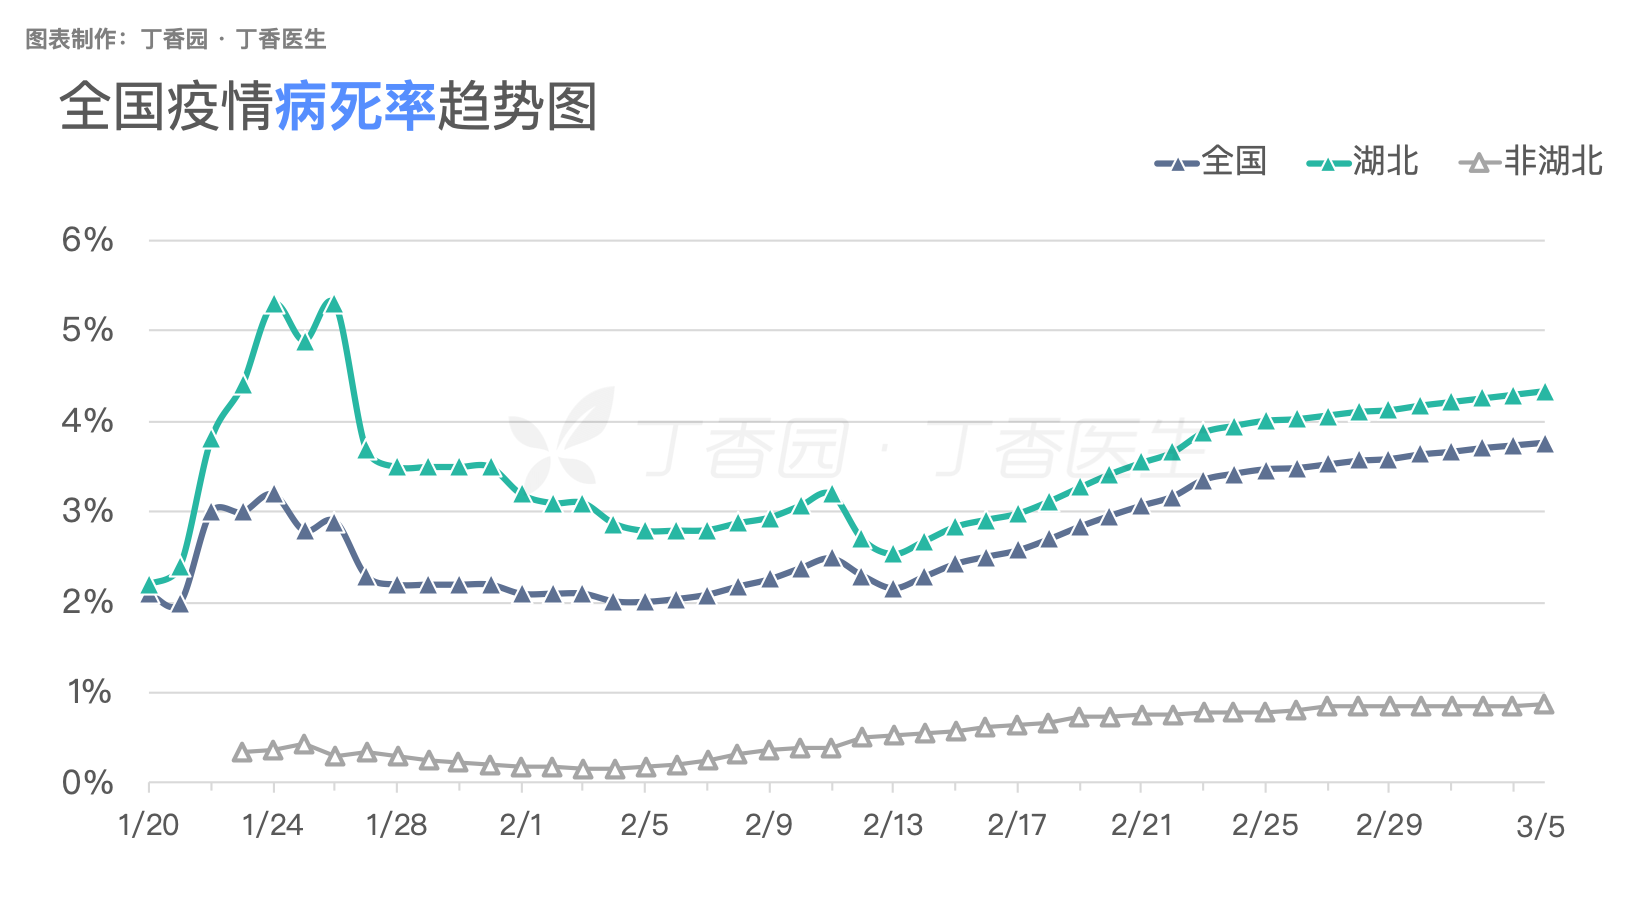 图表制作：丁香园 · 丁香医生
全国疫情病死率趋势图
全国 湖北 非湖北
6%
5%
4%
丁香园 · 丁香医生
3%
2%
1%
0%
1/20 1/24 1/28 2/1 2/5 2/9 2/13 2/17 2/21 2/25 2/29 3/5